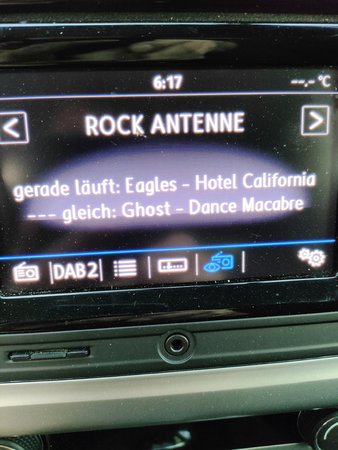 6:17
--,- °C
ROCK ANTENNE
gerade läuft: Eagles - Hotel California
--- gleich: Ghost - Dance Macabre
DAB2